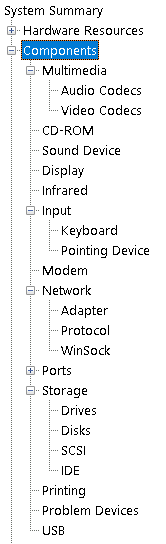 System Summary
Hardware Resources
Components
Multimedia
Audio Codecs
Video Codecs
CD-ROM
Sound Device
Display
Infrared
Input
Keyboard
Pointing Device
Modem
Network
Adapter
Protocol
WinSock
Ports
Storage
Drives
Disks
SCSI
IDE
Printing
Problem Devices
USB